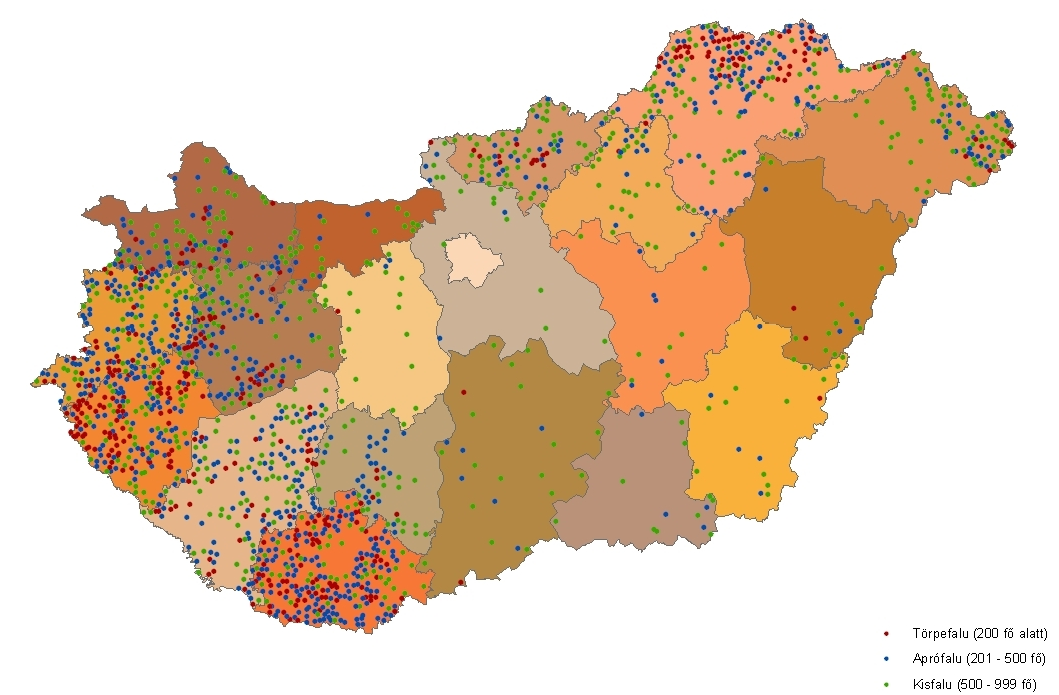 Törpefalu (200 fő alatt)
Aprófalu (201 - 500 fő)
Kisfalu (500 - 999 fő)